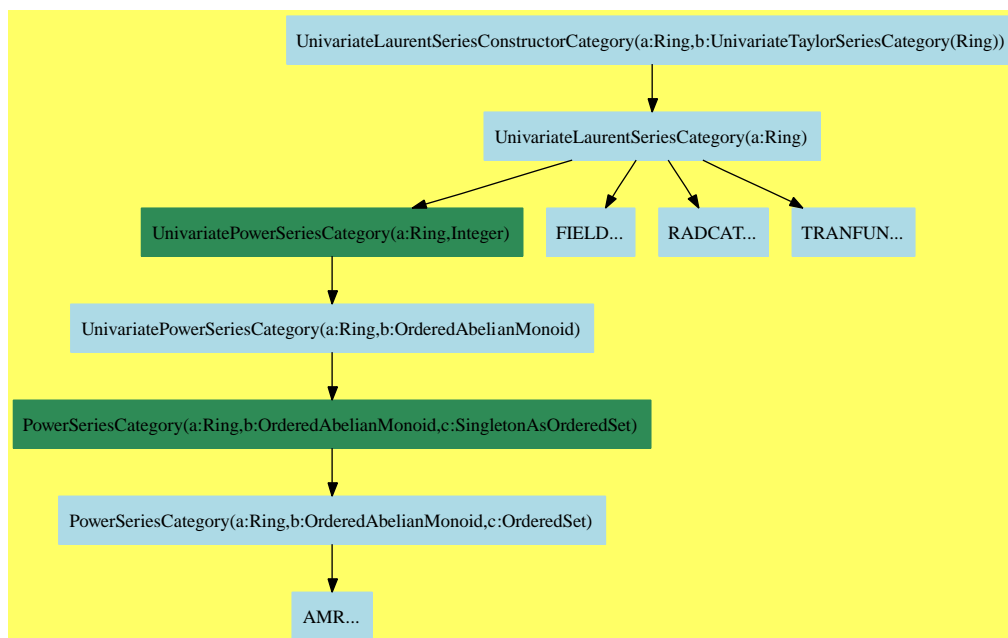 UnivariateLaurentSeriesConstructorCategory(a:Ring,b:UnivariateTaylorSeriesCategory(Ring))
UnivariateLaurentSeriesCategory(a:Ring)
UnivariatePowerSeriesCategory(a:Ring,Integer)
FIELD...
RADCAT...
TRANFUN...
UnivariatePowerSeriesCategory(a:Ring,b:OrderedAbelianMonoid)
PowerSeriesCategory(a:Ring,b:OrderedAbelianMonoid,c:SingletonAsOrderedSet)
PowerSeriesCategory(a:Ring,b:OrderedAbelianMonoid,c:OrderedSet)
AMR...